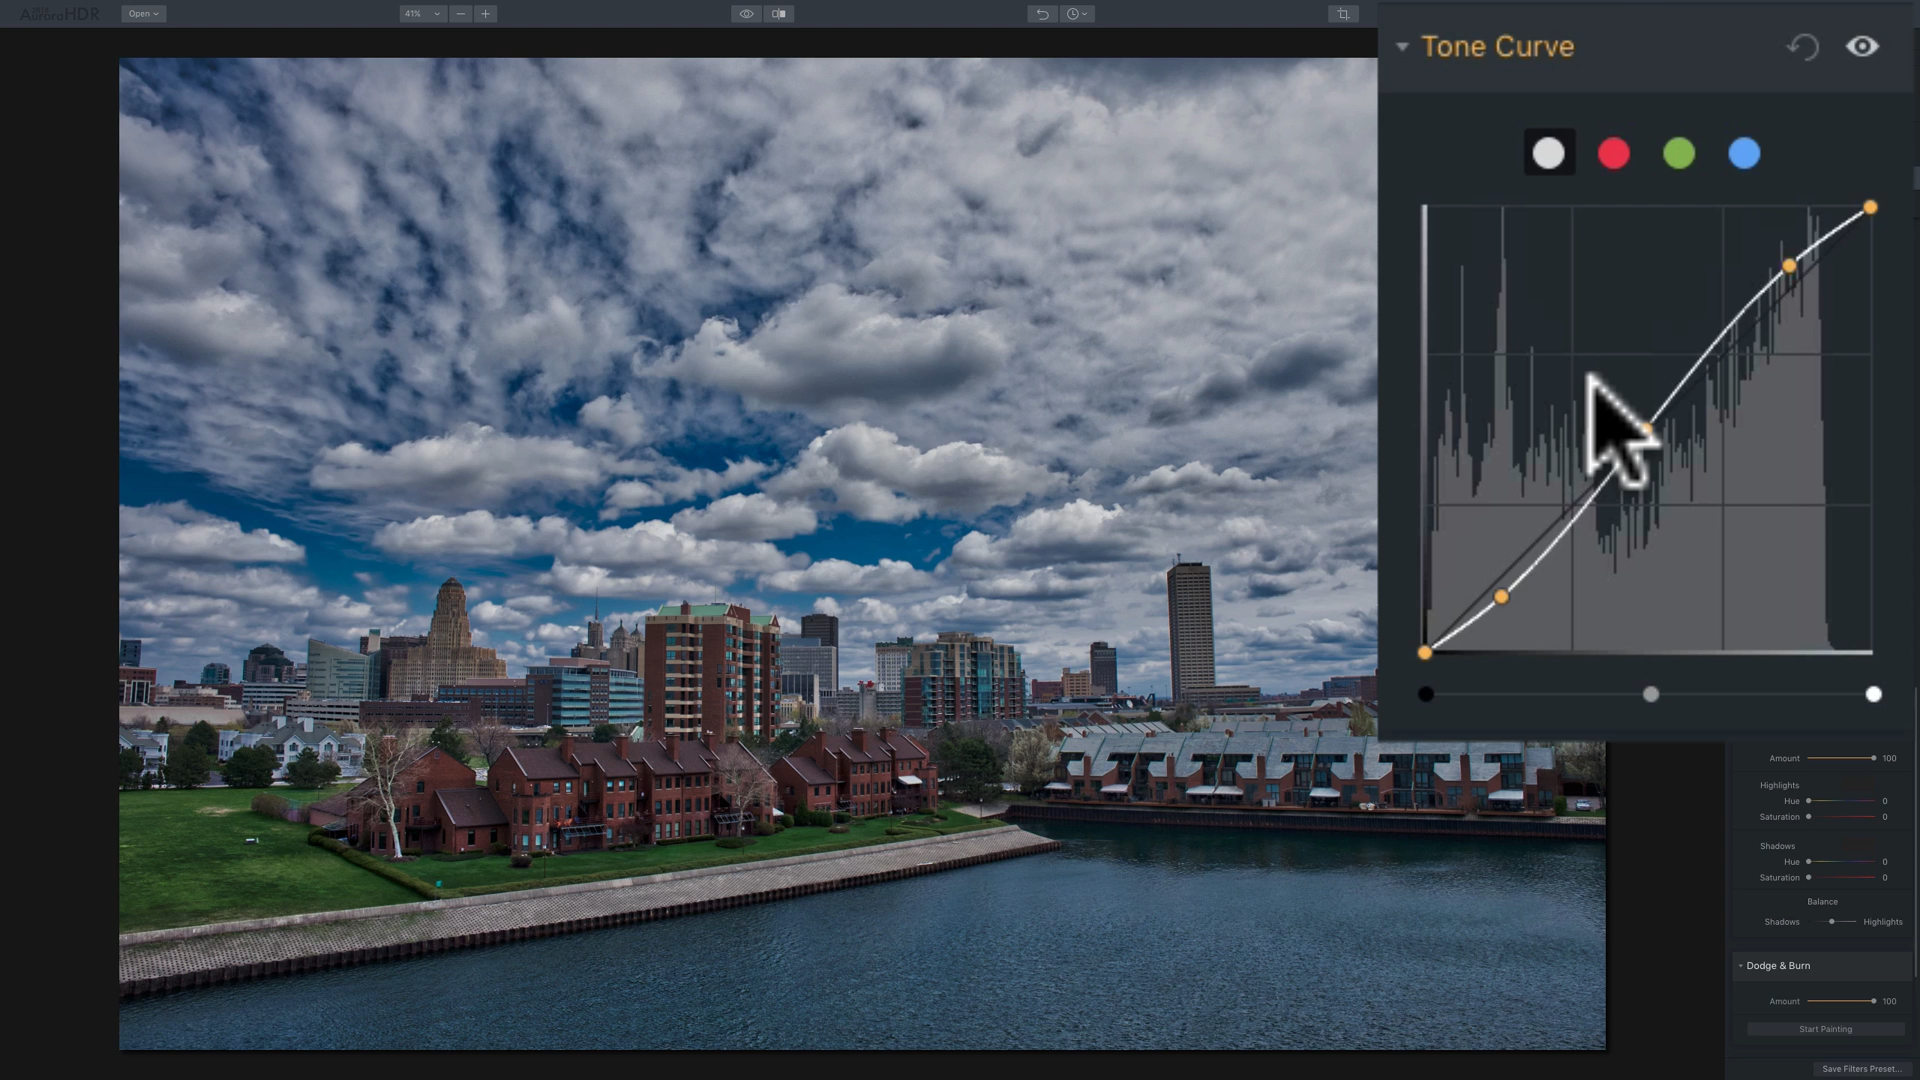 AuroraHDR
2018
Open
41%
Tone Curve
Amount 100
Highlights
Hue 0
Saturation 0
Shadows
Hue 0
Saturation 0
Balance
Shadows Highlights
Dodge & Burn
Amount 100
Start Painting
Save Filters Preset...